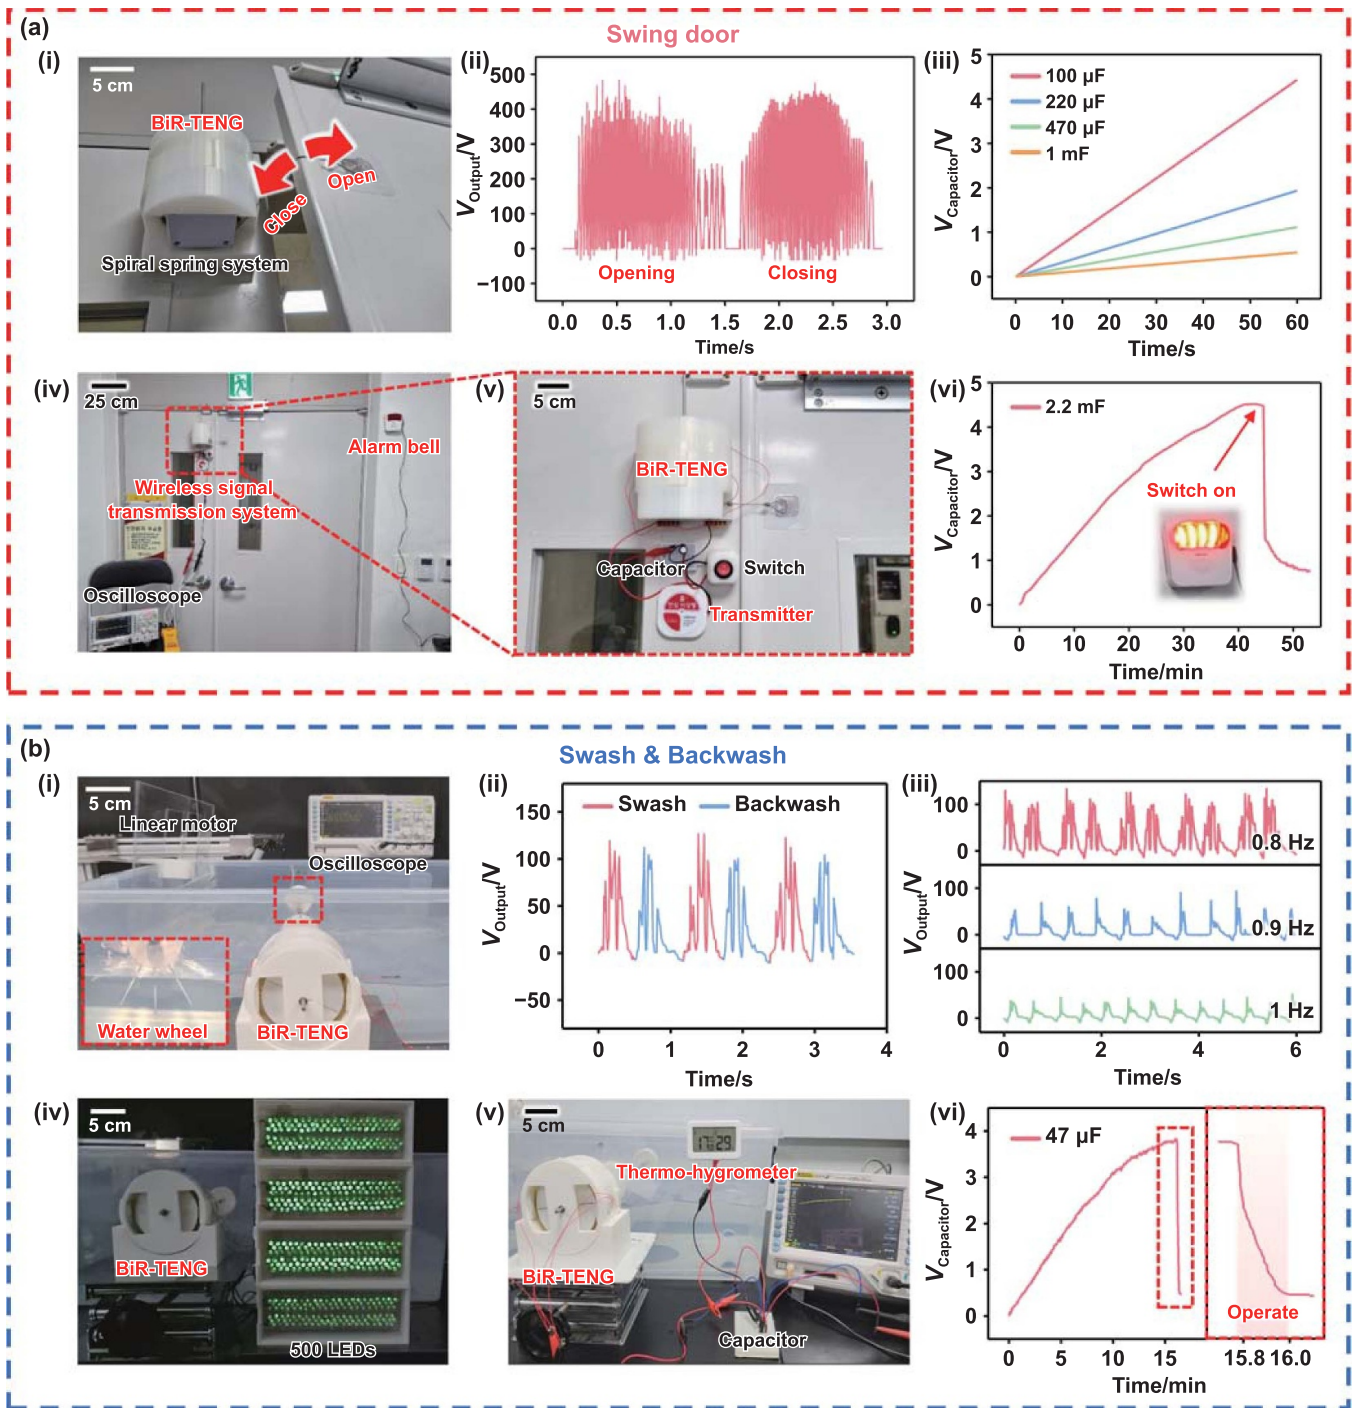 (a)
Swing door
(i)
5 cm
BiR-TENG
Open
Close
Spiral spring system
(ii)
V_Output/V
500
400
300
200
100
0
−100
Opening
Closing
0.0 0.5 1.0 1.5 2.0 2.5 3.0
Time/s
(iii)
V_Capacitor/V
5
4
3
2
1
0
100 µF
220 µF
470 µF
1 mF
0 10 20 30 40 50 60
Time/s
(iv)
25 cm
Alarm bell
Wireless signal
transmission system
Oscilloscope
(v)
5 cm
BiR-TENG
Capacitor
Switch
Transmitter
(vi)
V_Capacitor/V
5
4
3
2
1
0
2.2 mF
Switch on
0 10 20 30 40 50
Time/min
(b)
Swash & Backwash
(i)
5 cm
Linear motor
Oscilloscope
Water wheel
BiR-TENG
(ii)
V_Output/V
150
100
50
0
−50
Swash
Backwash
0 1 2 3 4
Time/s
(iii)
V_Output/V
100
0
0.8 Hz
100
0
0.9 Hz
100
0
1 Hz
0 2 4 6
Time/s
(iv)
5 cm
BiR-TENG
500 LEDs
(v)
5 cm
17:29
Thermo-hygrometer
BiR-TENG
Capacitor
(vi)
V_Capacitor/V
4
3
2
1
0
47 µF
Operate
0 5 10 15 15.8 16.0
Time/min